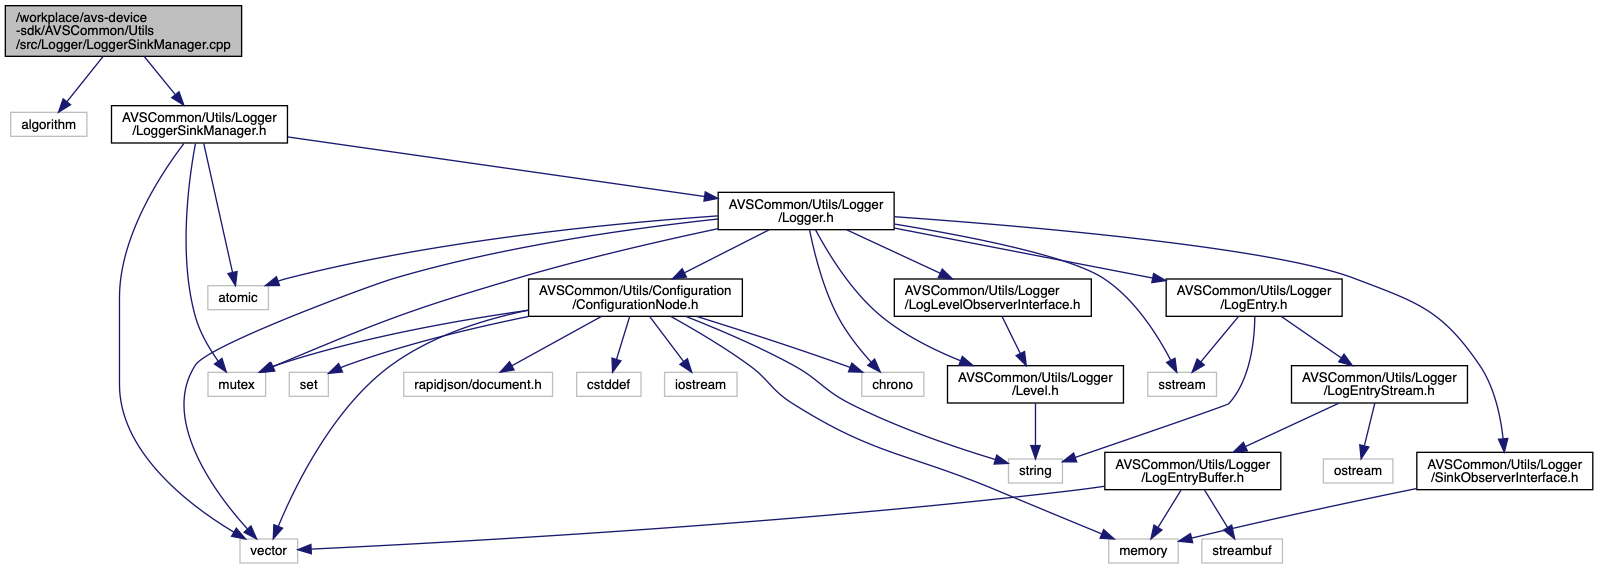 /workplace/avs-device
-sdk/AVSCommon/Utils
/src/Logger/LoggerSinkManager.cpp
algorithm
AVSCommon/Utils/Logger
/LoggerSinkManager.h
AVSCommon/Utils/Logger
/Logger.h
atomic
AVSCommon/Utils/Configuration
/ConfigurationNode.h
AVSCommon/Utils/Logger
/LogLevelObserverInterface.h
AVSCommon/Utils/Logger
/LogEntry.h
mutex
set
rapidjson/document.h
cstddef
iostream
chrono
AVSCommon/Utils/Logger
/Level.h
sstream
AVSCommon/Utils/Logger
/LogEntryStream.h
string
AVSCommon/Utils/Logger
/LogEntryBuffer.h
ostream
AVSCommon/Utils/Logger
/SinkObserverInterface.h
vector
memory
streambuf